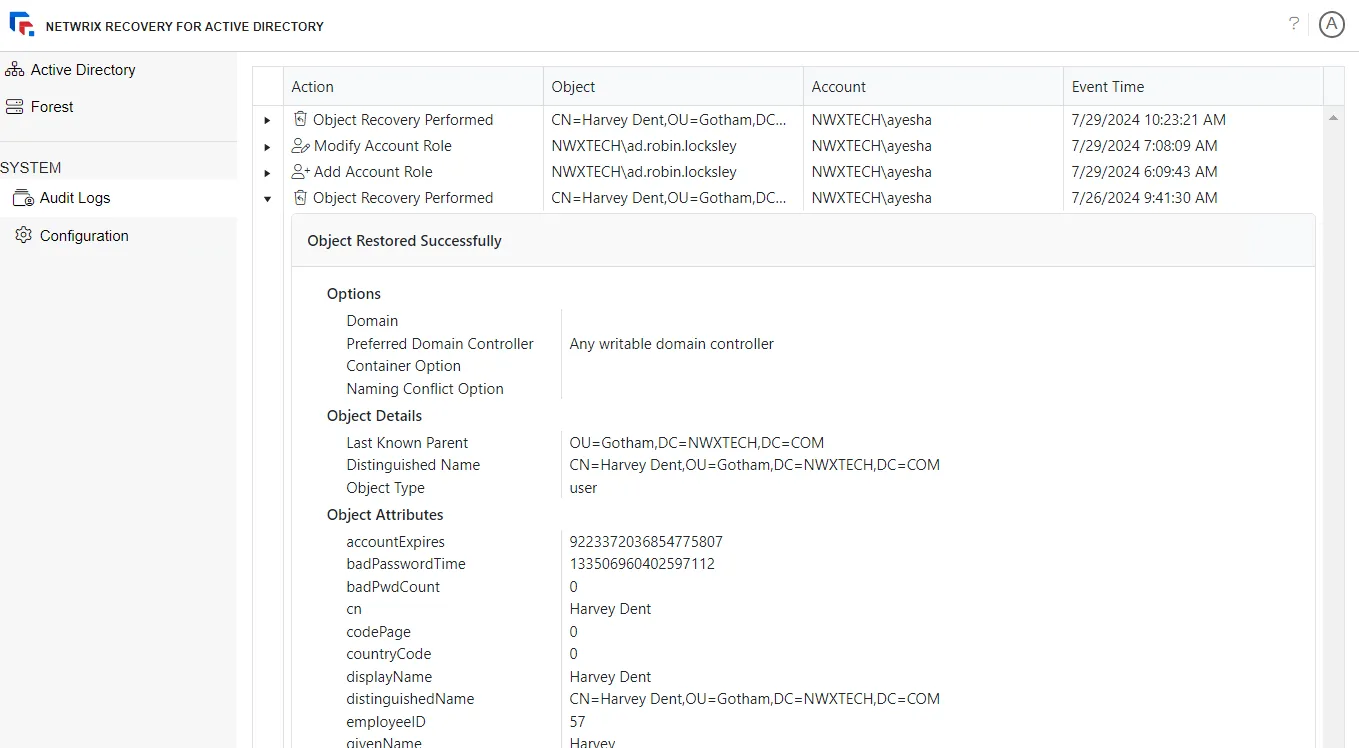 NETWRIX RECOVERY FOR ACTIVE DIRECTORY ? A
Active Directory
Forest
SYSTEM
Audit Logs
Configuration
Action Object Account Event Time
Object Recovery Performed CN=Harvey Dent,OU=Gotham,DC... NWXTECH\ayesha 7/29/2024 10:23:21 AM
Modify Account Role NWXTECH\ad.robin.locksley NWXTECH\ayesha 7/29/2024 7:08:09 AM
Add Account Role NWXTECH\ad.robin.locksley NWXTECH\ayesha 7/29/2024 6:09:43 AM
Object Recovery Performed CN=Harvey Dent,OU=Gotham,DC... NWXTECH\ayesha 7/26/2024 9:41:30 AM
Object Restored Successfully
Options
Domain
Preferred Domain Controller Any writable domain controller
Container Option
Naming Conflict Option
Object Details
Last Known Parent OU=Gotham,DC=NWXTECH,DC=COM
Distinguished Name CN=Harvey Dent,OU=Gotham,DC=NWXTECH,DC=COM
Object Type user
Object Attributes
accountExpires 9223372036854775807
badPasswordTime 133506960402597112
badPwdCount 0
cn Harvey Dent
codePage 0
countryCode 0
displayName Harvey Dent
distinguishedName CN=Harvey Dent,OU=Gotham,DC=NWXTECH,DC=COM
employeeID 57
givenName Harvey